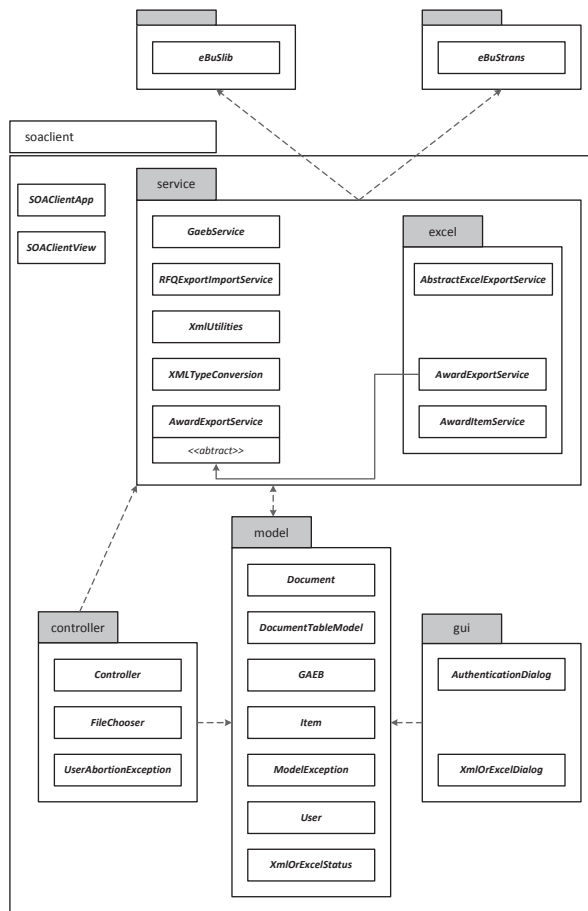 eBuSlib
eBuStrans
soaclient
service
SOAClientApp
SOAClientView
GaebService
RFQExportImportService
XmlUtilities
XMLTypeConversion
AwardExportService
<<abtract>>
excel
AbstractExcelExportService
AwardExportService
AwardItemService
model
Document
DocumentTableModel
GAEB
Item
ModelException
User
XmlOrExcelStatus
controller
Controller
FileChooser
UserAbortionException
gui
AuthenticationDialog
XmlOrExcelDialog